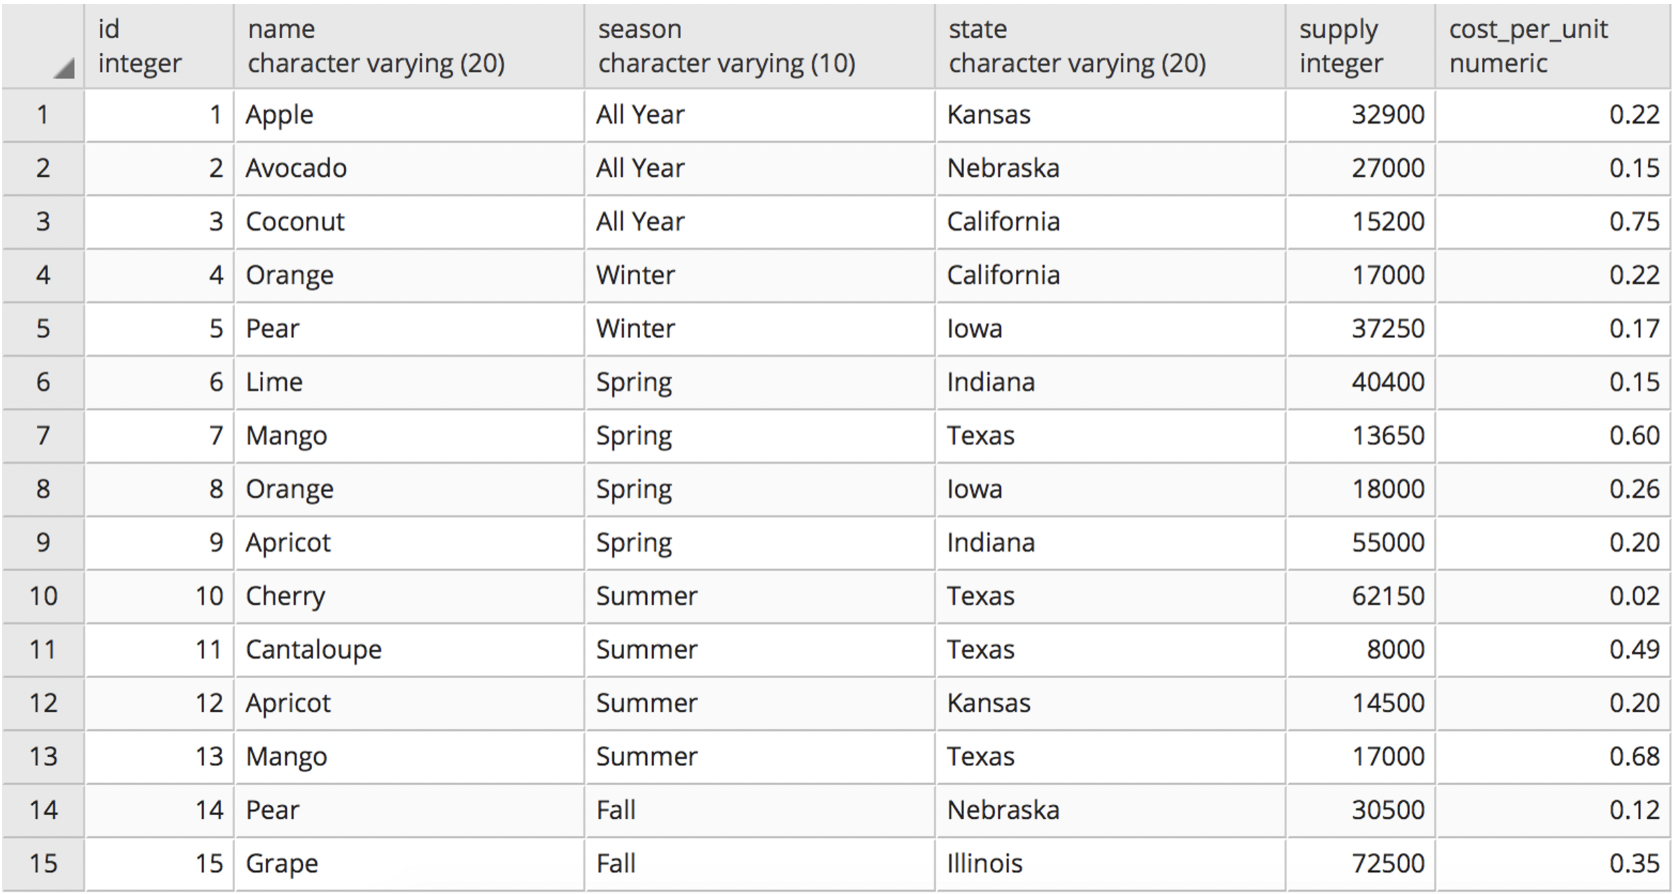 id name season state supply cost_per_unit
integer character varying (20) character varying (10) character varying (20) integer numeric
1 1 Apple All Year Kansas 32900 0.22
2 2 Avocado All Year Nebraska 27000 0.15
3 3 Coconut All Year California 15200 0.75
4 4 Orange Winter California 17000 0.22
5 5 Pear Winter Iowa 37250 0.17
6 6 Lime Spring Indiana 40400 0.15
7 7 Mango Spring Texas 13650 0.60
8 8 Orange Spring Iowa 18000 0.26
9 9 Apricot Spring Indiana 55000 0.20
10 10 Cherry Summer Texas 62150 0.02
11 11 Cantaloupe Summer Texas 8000 0.49
12 12 Apricot Summer Kansas 14500 0.20
13 13 Mango Summer Texas 17000 0.68
14 14 Pear Fall Nebraska 30500 0.12
15 15 Grape Fall Illinois 72500 0.35